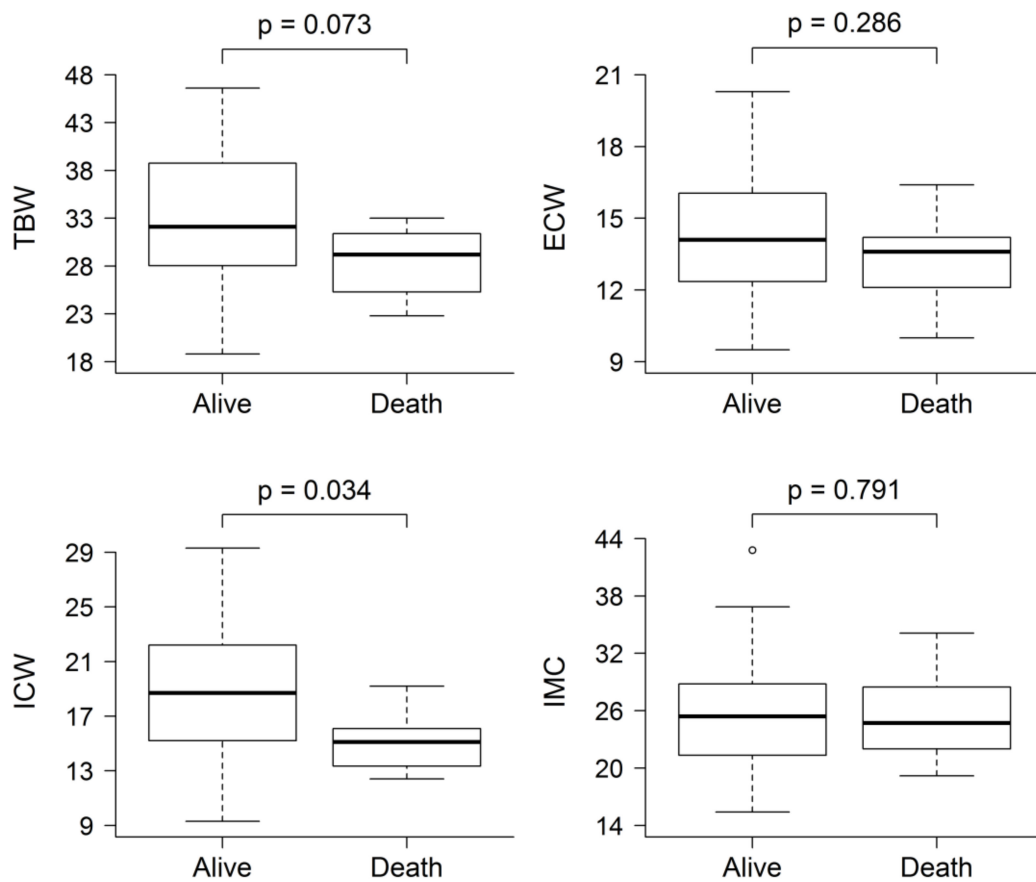 p = 0.073
48
43
38
33
28
23
18
TBW
Alive Death
p = 0.286
21
18
15
12
9
ECW
Alive Death
p = 0.034
29
25
21
17
13
9
ICW
Alive Death
p = 0.791
44
38
32
26
20
14
IMC
Alive Death